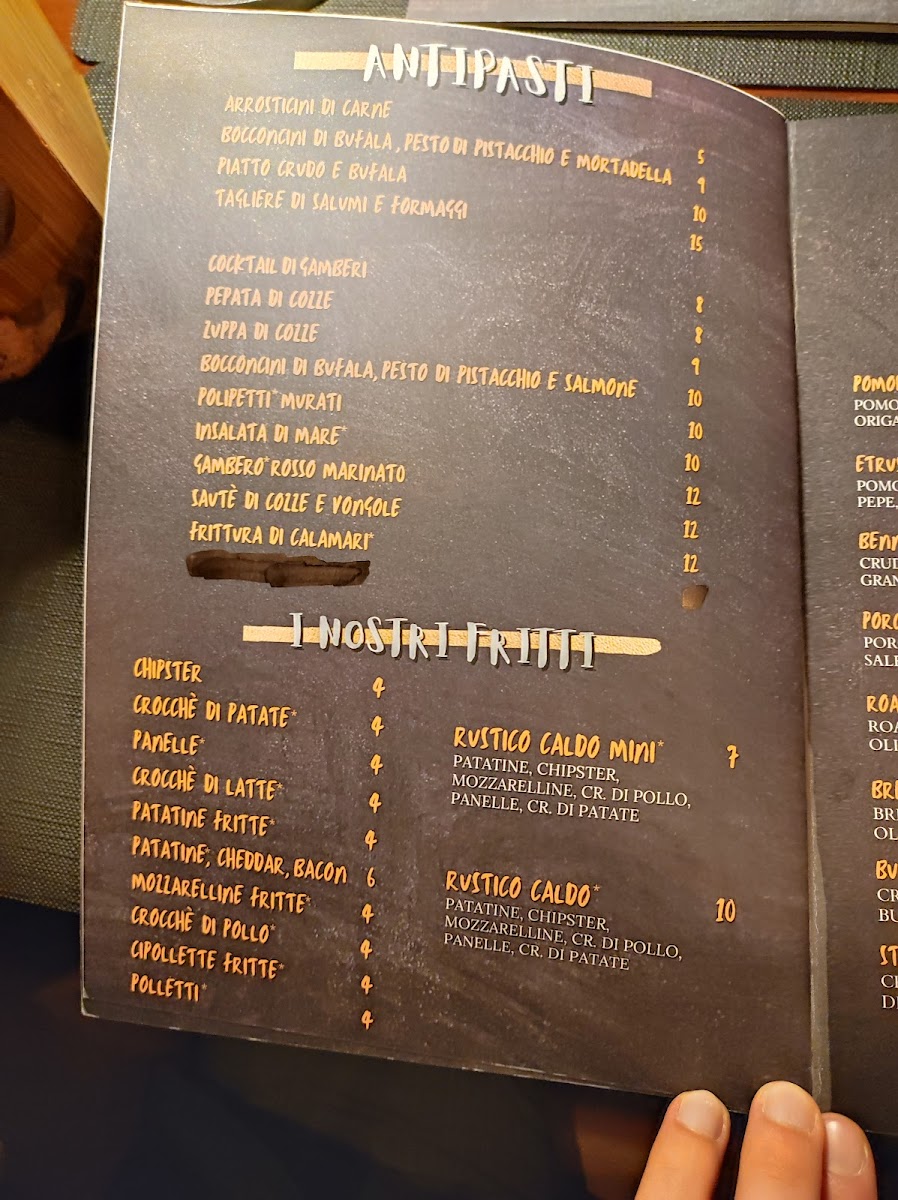 ANTIPASTI
ARROSTICINI DI CARNE 5
BOCCONCINI DI BUFALA, PESTO DI PISTACCHIO E MORTADELLA 9
PIATTO CRUDO E BUFALA 10
TAGLIERE DI SALUMI E FORMAGGI 15
COCKTAIL DI GAMBERI 8
PEPATA DI COZZE 8
ZUPPA DI COZZE 9
BOCCONCINI DI BUFALA, PESTO DI PISTACCHIO E SALMONE 10
POLIPETTI* MURATI 10
INSALATA DI MARE* 10
GAMBERO* ROSSO MARINATO 12
SAUTÈ DI COZZE E VONGOLE 12
FRITTURA DI CALAMARI* 12
I NOSTRI FRITTI
CHIPSTER 4
CROCCHÈ DI PATATE* 4
PANELLE* 4
CROCCHÈ DI LATTE* 4
PATATINE FRITTE* 4
PATATINE*, CHEDDAR, BACON 6
MOZZARELLINE FRITTE* 4
CROCCHÈ DI POLLO* 4
CIPOLLETTE FRITTE* 4
POLLETTI* 4
RUSTICO CALDO MINI* 7
PATATINE, CHIPSTER,
MOZZARELLINE, CR. DI POLLO,
PANELLE, CR. DI PATATE
RUSTICO CALDO* 10
PATATINE, CHIPSTER,
MOZZARELLINE, CR. DI POLLO,
PANELLE, CR. DI PATATE